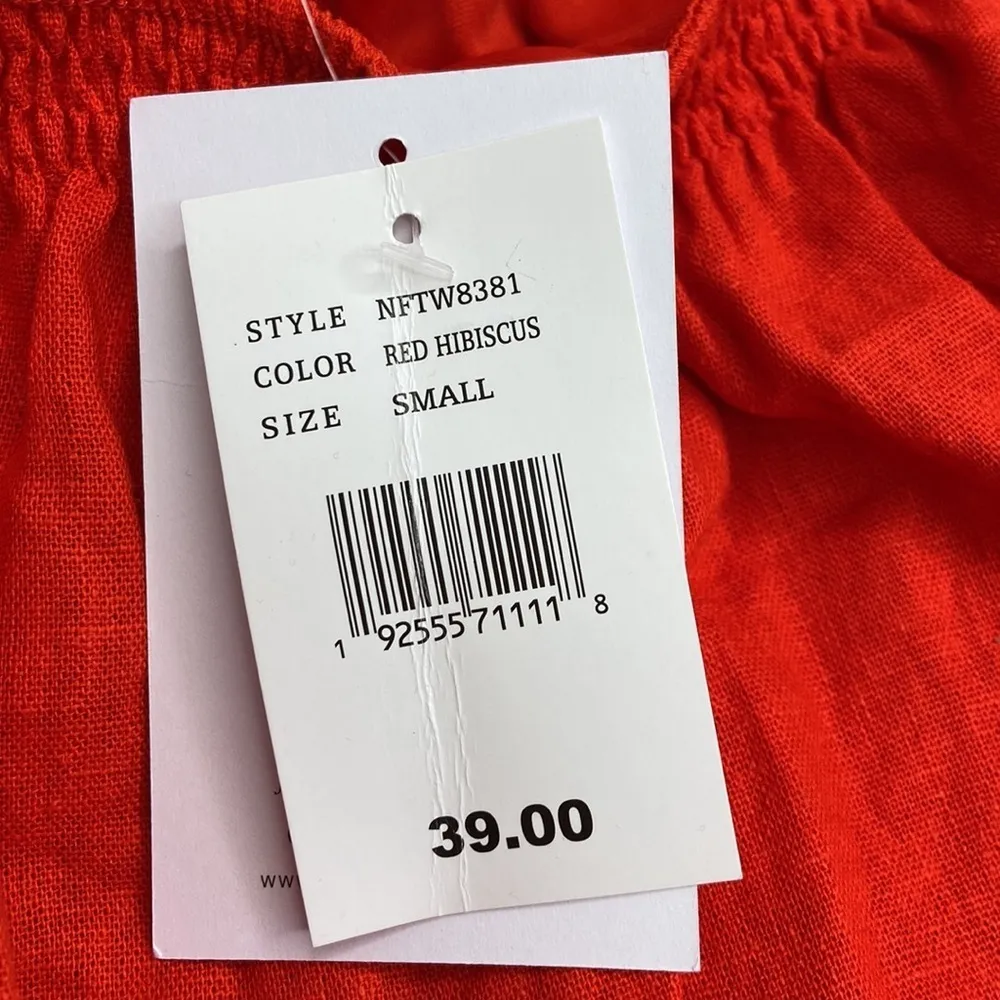 STYLE NFTW8381
COLOR RED HIBISCUS
SIZE SMALL
1 92555 71111 8
39.00